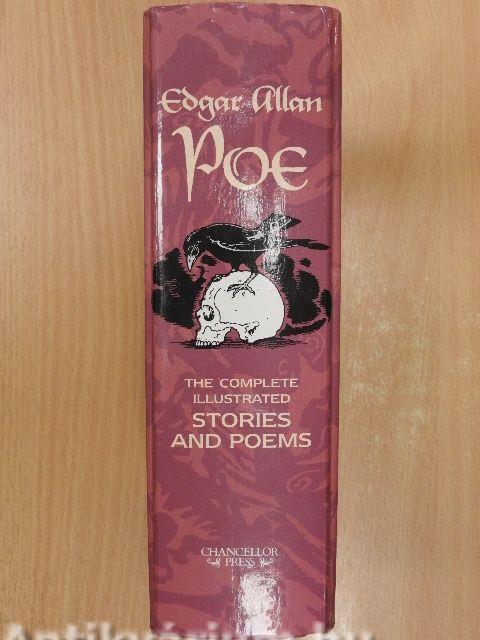 Edgar Allan
POE
THE COMPLETE
ILLUSTRATED
STORIES
AND POEMS
CHANCELLOR
PRESS